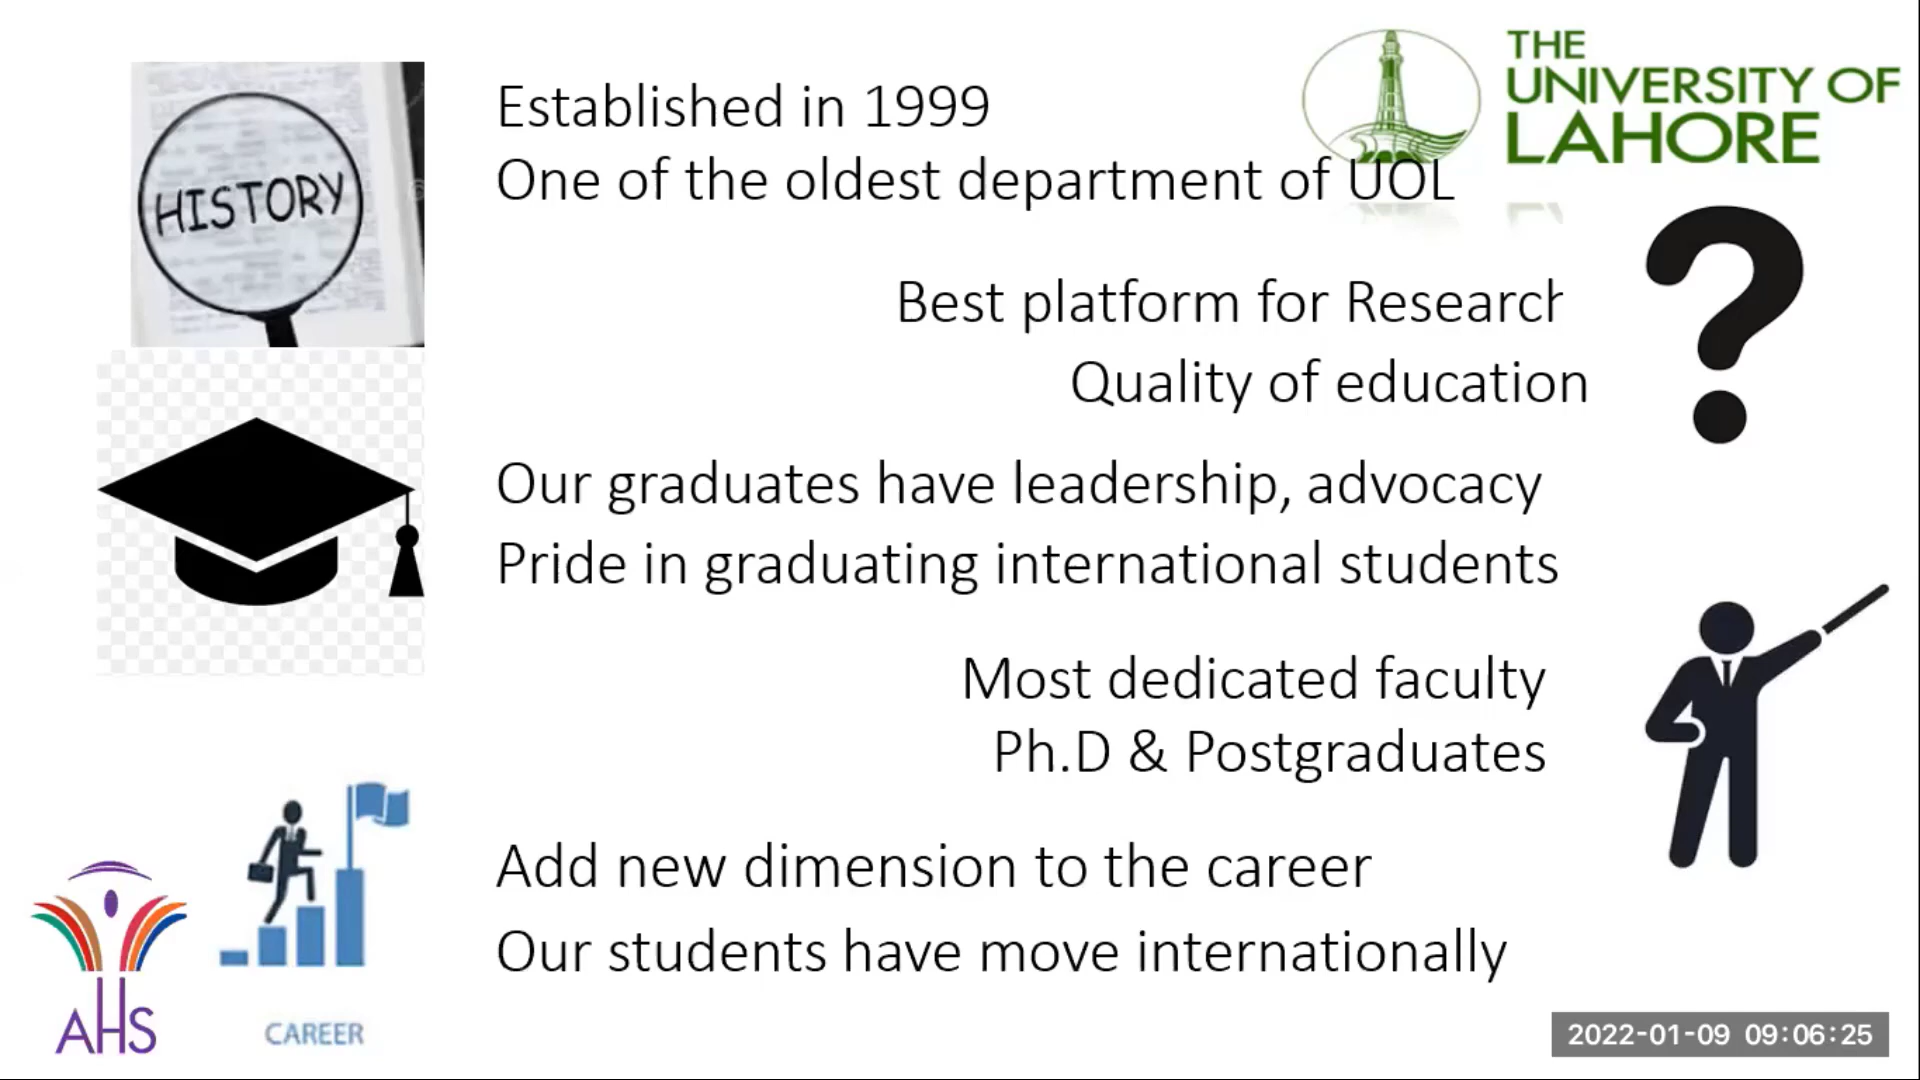 THE
UNIVERSITY OF
LAHORE
HISTORY
Established in 1999
One of the oldest department of UOL
Best platform for Research
Quality of education
Our graduates have leadership, advocacy
Pride in graduating international students
Most dedicated faculty
Ph.D & Postgraduates
Add new dimension to the career
Our students have move internationally
AHS
CAREER
2022-01-09 09:06:25